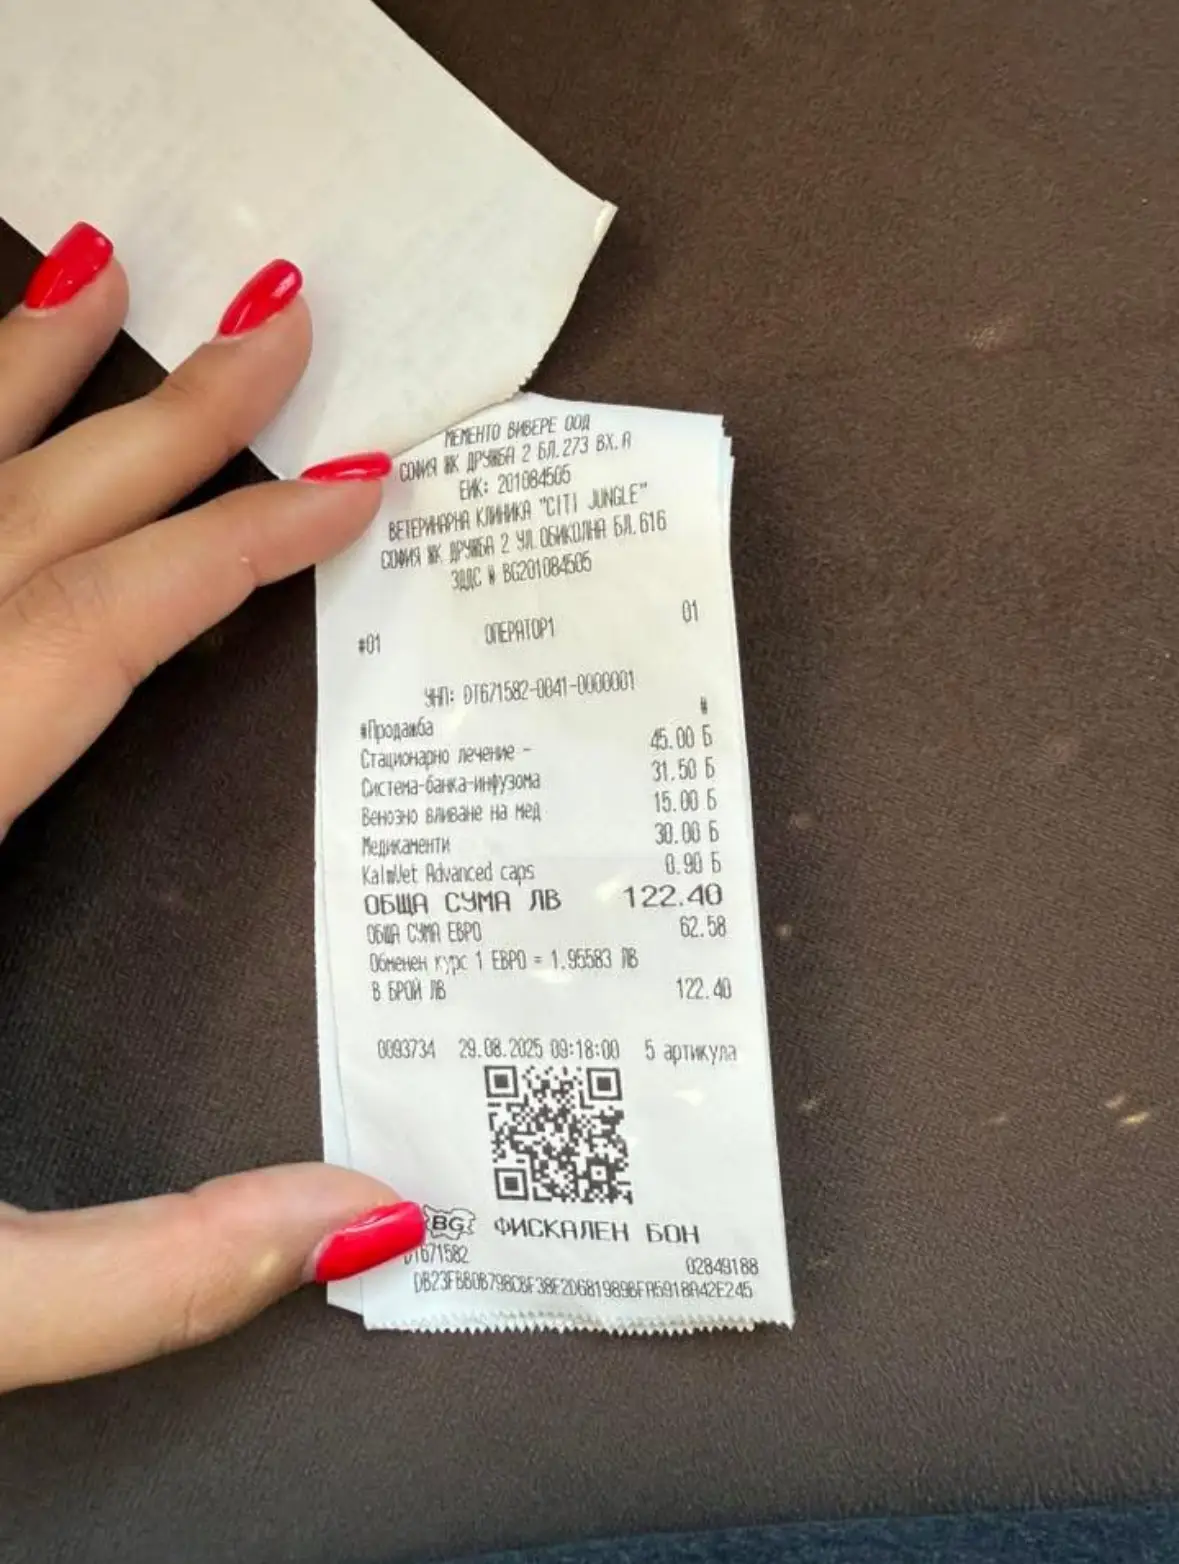 МЕМЕНТО ВИВЕРЕ ООД
СОФИЯ ЖК ДРУЖБА 2 БЛ.273 ВХ.А
ЕИК: 201084505
ВЕТЕРИНАРНА КЛИНИКА "CITI JUNGLE"
СОФИЯ ЖК ДРУЖБА 2 УЛ.ОБИКОЛНА БЛ.616
ЗДДС № BG201084505
#01 ОПЕРАТОР1 01
УНП: DT671582-0041-0000001
#Продажба #
Стационарно лечение - 45.00 Б
Система-банка-инфузома 31.50 Б
Венозно вливане на мед 15.00 Б
Медикаменти 30.00 Б
KalmVet Advanced caps 0.90 Б
ОБЩА СУМА ЛВ 122.40
ОБЩА СУМА ЕВРО 62.58
Обменен курс 1 ЕВРО = 1.95583 ЛВ
В БРОЙ ЛВ 122.40
0093734 29.08.2025 09:18:00 5 артикула
BG ФИСКАЛЕН БОН
DT671582 02849188